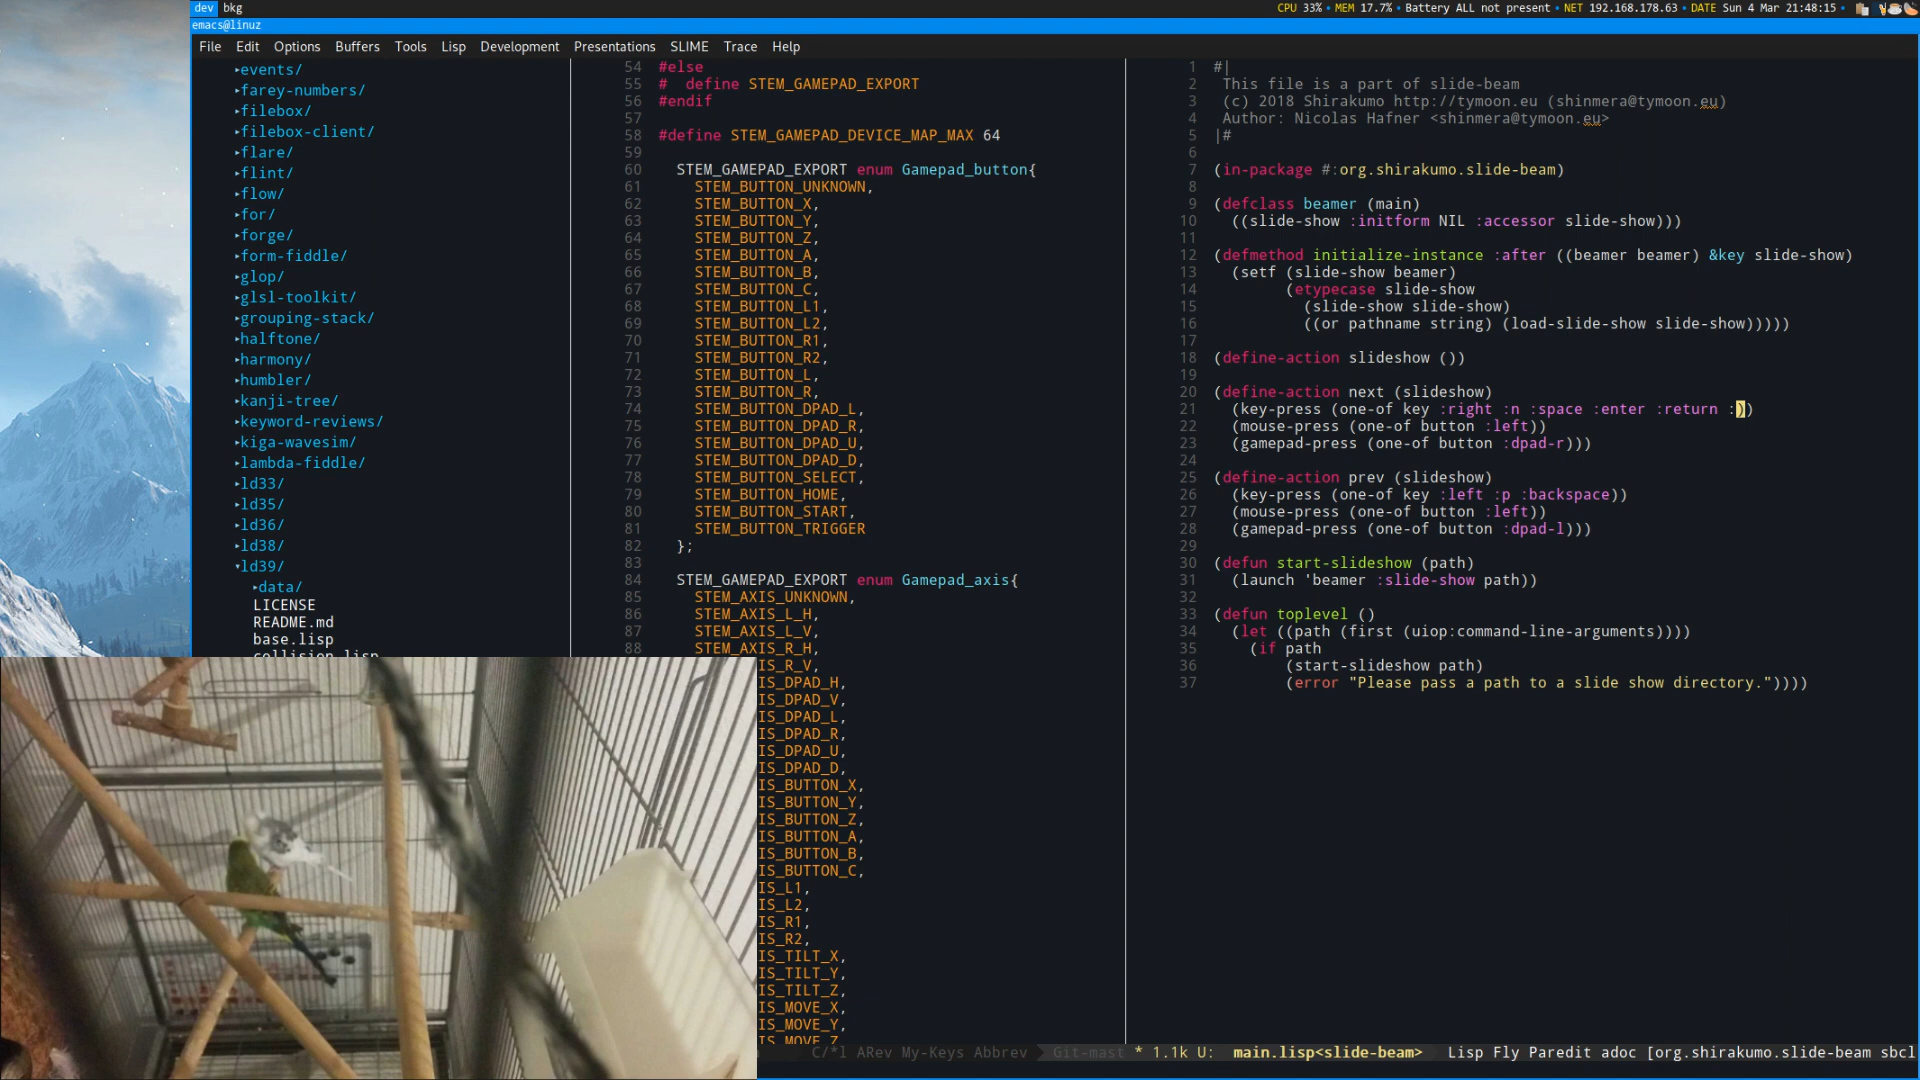 dev bkg
CPU 33% • MEM 17.7% • Battery ALL not present • NET 192.168.178.63 • DATE Sun 4 Mar 21:48:15 •
emacs@linuz
File Edit Options Buffers Tools Lisp Development Presentations SLIME Trace Help
▸events/
▸farey-numbers/
▸filebox/
▸filebox-client/
▸flare/
▸flint/
▸flow/
▸for/
▸forge/
▸form-fiddle/
▸glop/
▸glsl-toolkit/
▸grouping-stack/
▸halftone/
▸harmony/
▸humbler/
▸kanji-tree/
▸keyword-reviews/
▸kiga-wavesim/
▸lambda-fiddle/
▸ld33/
▸ld35/
▸ld36/
▸ld38/
▾ld39/
▸data/
LICENSE
README.md
base.lisp
collision.lisp
54 #else
55 #  define STEM_GAMEPAD_EXPORT
56 #endif
57
58 #define STEM_GAMEPAD_DEVICE_MAP_MAX 64
59
60   STEM_GAMEPAD_EXPORT enum Gamepad_button{
61     STEM_BUTTON_UNKNOWN,
62     STEM_BUTTON_X,
63     STEM_BUTTON_Y,
64     STEM_BUTTON_Z,
65     STEM_BUTTON_A,
66     STEM_BUTTON_B,
67     STEM_BUTTON_C,
68     STEM_BUTTON_L1,
69     STEM_BUTTON_L2,
70     STEM_BUTTON_R1,
71     STEM_BUTTON_R2,
72     STEM_BUTTON_L,
73     STEM_BUTTON_R,
74     STEM_BUTTON_DPAD_L,
75     STEM_BUTTON_DPAD_R,
76     STEM_BUTTON_DPAD_U,
77     STEM_BUTTON_DPAD_D,
78     STEM_BUTTON_SELECT,
79     STEM_BUTTON_HOME,
80     STEM_BUTTON_START,
81     STEM_BUTTON_TRIGGER
82   };
83
84   STEM_GAMEPAD_EXPORT enum Gamepad_axis{
85     STEM_AXIS_UNKNOWN,
86     STEM_AXIS_L_H,
87     STEM_AXIS_L_V,
88     STEM_AXIS_R_H,
IS_R_V,
IS_DPAD_H,
IS_DPAD_V,
IS_DPAD_L,
IS_DPAD_R,
IS_DPAD_U,
IS_DPAD_D,
IS_BUTTON_X,
IS_BUTTON_Y,
IS_BUTTON_Z,
IS_BUTTON_A,
IS_BUTTON_B,
IS_BUTTON_C,
IS_L1,
IS_L2,
IS_R1,
IS_R2,
IS_TILT_X,
IS_TILT_Y,
IS_TILT_Z,
IS_MOVE_X,
IS_MOVE_Y,
IS_MOVE_Z
C/*l ARev My-Keys Abbrev Git-mast
1 #|
2  This file is a part of slide-beam
3  (c) 2018 Shirakumo http://tymoon.eu (shinmera@tymoon.eu)
4  Author: Nicolas Hafner <shinmera@tymoon.eu>
5 |#
6
7 (in-package #:org.shirakumo.slide-beam)
8
9 (defclass beamer (main)
10   ((slide-show :initform NIL :accessor slide-show)))
11
12 (defmethod initialize-instance :after ((beamer beamer) &key slide-show)
13   (setf (slide-show beamer)
14         (etypecase slide-show
15           (slide-show slide-show)
16           ((or pathname string) (load-slide-show slide-show)))))
17
18 (define-action slideshow ())
19
20 (define-action next (slideshow)
21   (key-press (one-of key :right :n :space :enter :return :))
22   (mouse-press (one-of button :left))
23   (gamepad-press (one-of button :dpad-r)))
24
25 (define-action prev (slideshow)
26   (key-press (one-of key :left :p :backspace))
27   (mouse-press (one-of button :left))
28   (gamepad-press (one-of button :dpad-l)))
29
30 (defun start-slideshow (path)
31   (launch 'beamer :slide-show path))
32
33 (defun toplevel ()
34   (let ((path (first (uiop:command-line-arguments))))
35     (if path
36         (start-slideshow path)
37         (error "Please pass a path to a slide show directory."))))
* 1.1k U:  main.lisp<slide-beam>   Lisp Fly Paredit adoc [org.shirakumo.slide-beam sbcl